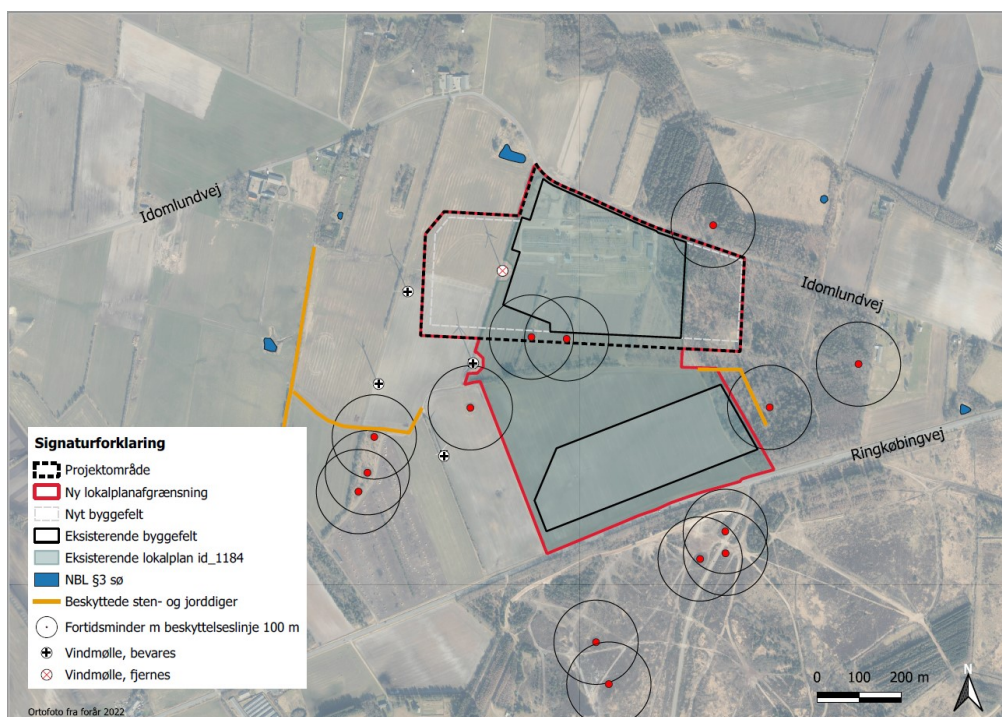 Idomlundvej
Idomlundvej
Ringkøbingvej
Signaturforklaring
Projektområde
Ny lokalplanafgrænsning
Nyt byggefelt
Eksisterende byggefelt
Eksisterende lokalplan id_1184
NBL §3 sø
Beskyttede sten- og jorddiger
Fortidsminder m beskyttelseslinje 100 m
Vindmølle, bevares
Vindmølle, fjernes
Ortofoto fra forår 2022
0 100 200 m
N